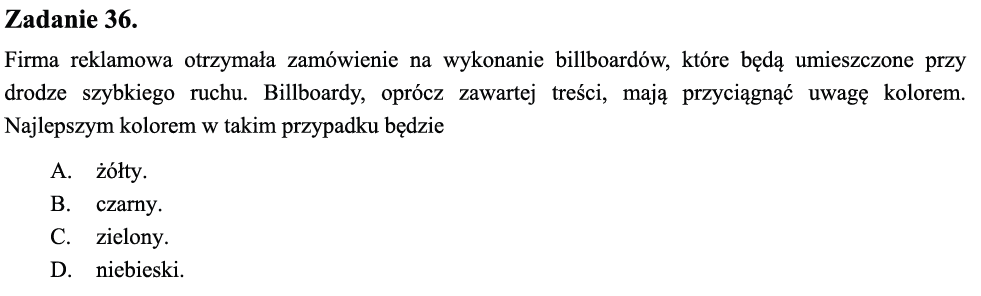 Zadanie 36.
Firma reklamowa otrzymała zamówienie na wykonanie billboardów, które będą umieszczone przy
drodze szybkiego ruchu. Billboardy, oprócz zawartej treści, mają przyciągnąć uwagę kolorem.
Najlepszym kolorem w takim przypadku będzie
A. żółty.
B. czarny.
C. zielony.
D. niebieski.